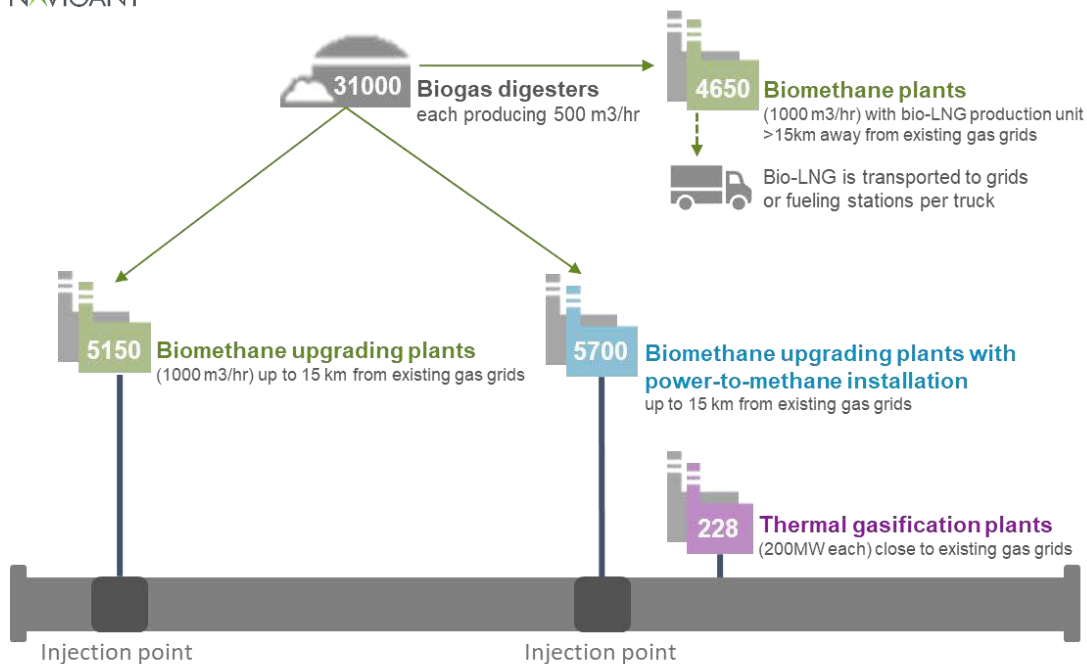 NAVIGANT
31000
Biogas digesters
each producing 500 m3/hr
4650
Biomethane plants
(1000 m3/hr) with bio-LNG production unit
>15km away from existing gas grids
Bio-LNG is transported to grids
or fueling stations per truck
5150
Biomethane upgrading plants
(1000 m3/hr) up to 15 km from existing gas grids
5700
Biomethane upgrading plants with
power-to-methane installation
up to 15 km from existing gas grids
228
Thermal gasification plants
(200MW each) close to existing gas grids
Injection point
Injection point